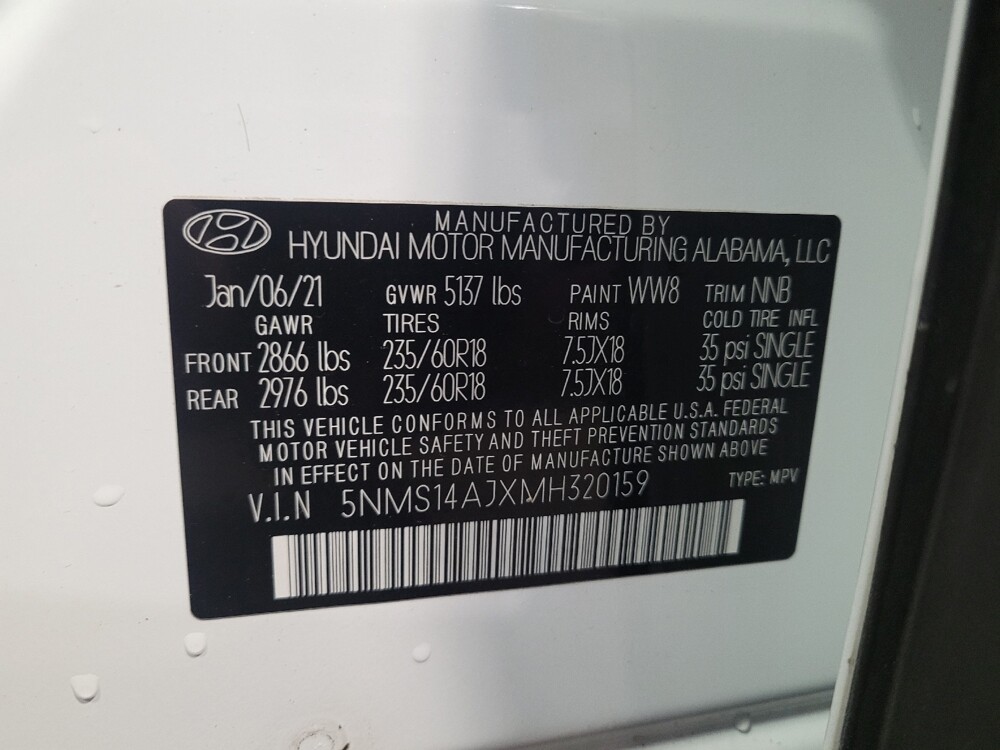 MANUFACTURED BY
HYUNDAI MOTOR MANUFACTURING ALABAMA, LLC
Jan/06/21 GVWR 5137 lbs PAINT WW8 TRIM NNB
GAWR TIRES RIMS COLD TIRE INFL
FRONT 2866 lbs 235/60R18 7.5JX18 35 psi SINGLE
REAR 2976 lbs 235/60R18 7.5JX18 35 psi SINGLE
THIS VEHICLE CONFORMS TO ALL APPLICABLE U.S.A. FEDERAL
MOTOR VEHICLE SAFETY AND THEFT PREVENTION STANDARDS
IN EFFECT ON THE DATE OF MANUFACTURE SHOWN ABOVE
V.I.N 5NMS14AJXMH320159 TYPE: MPV